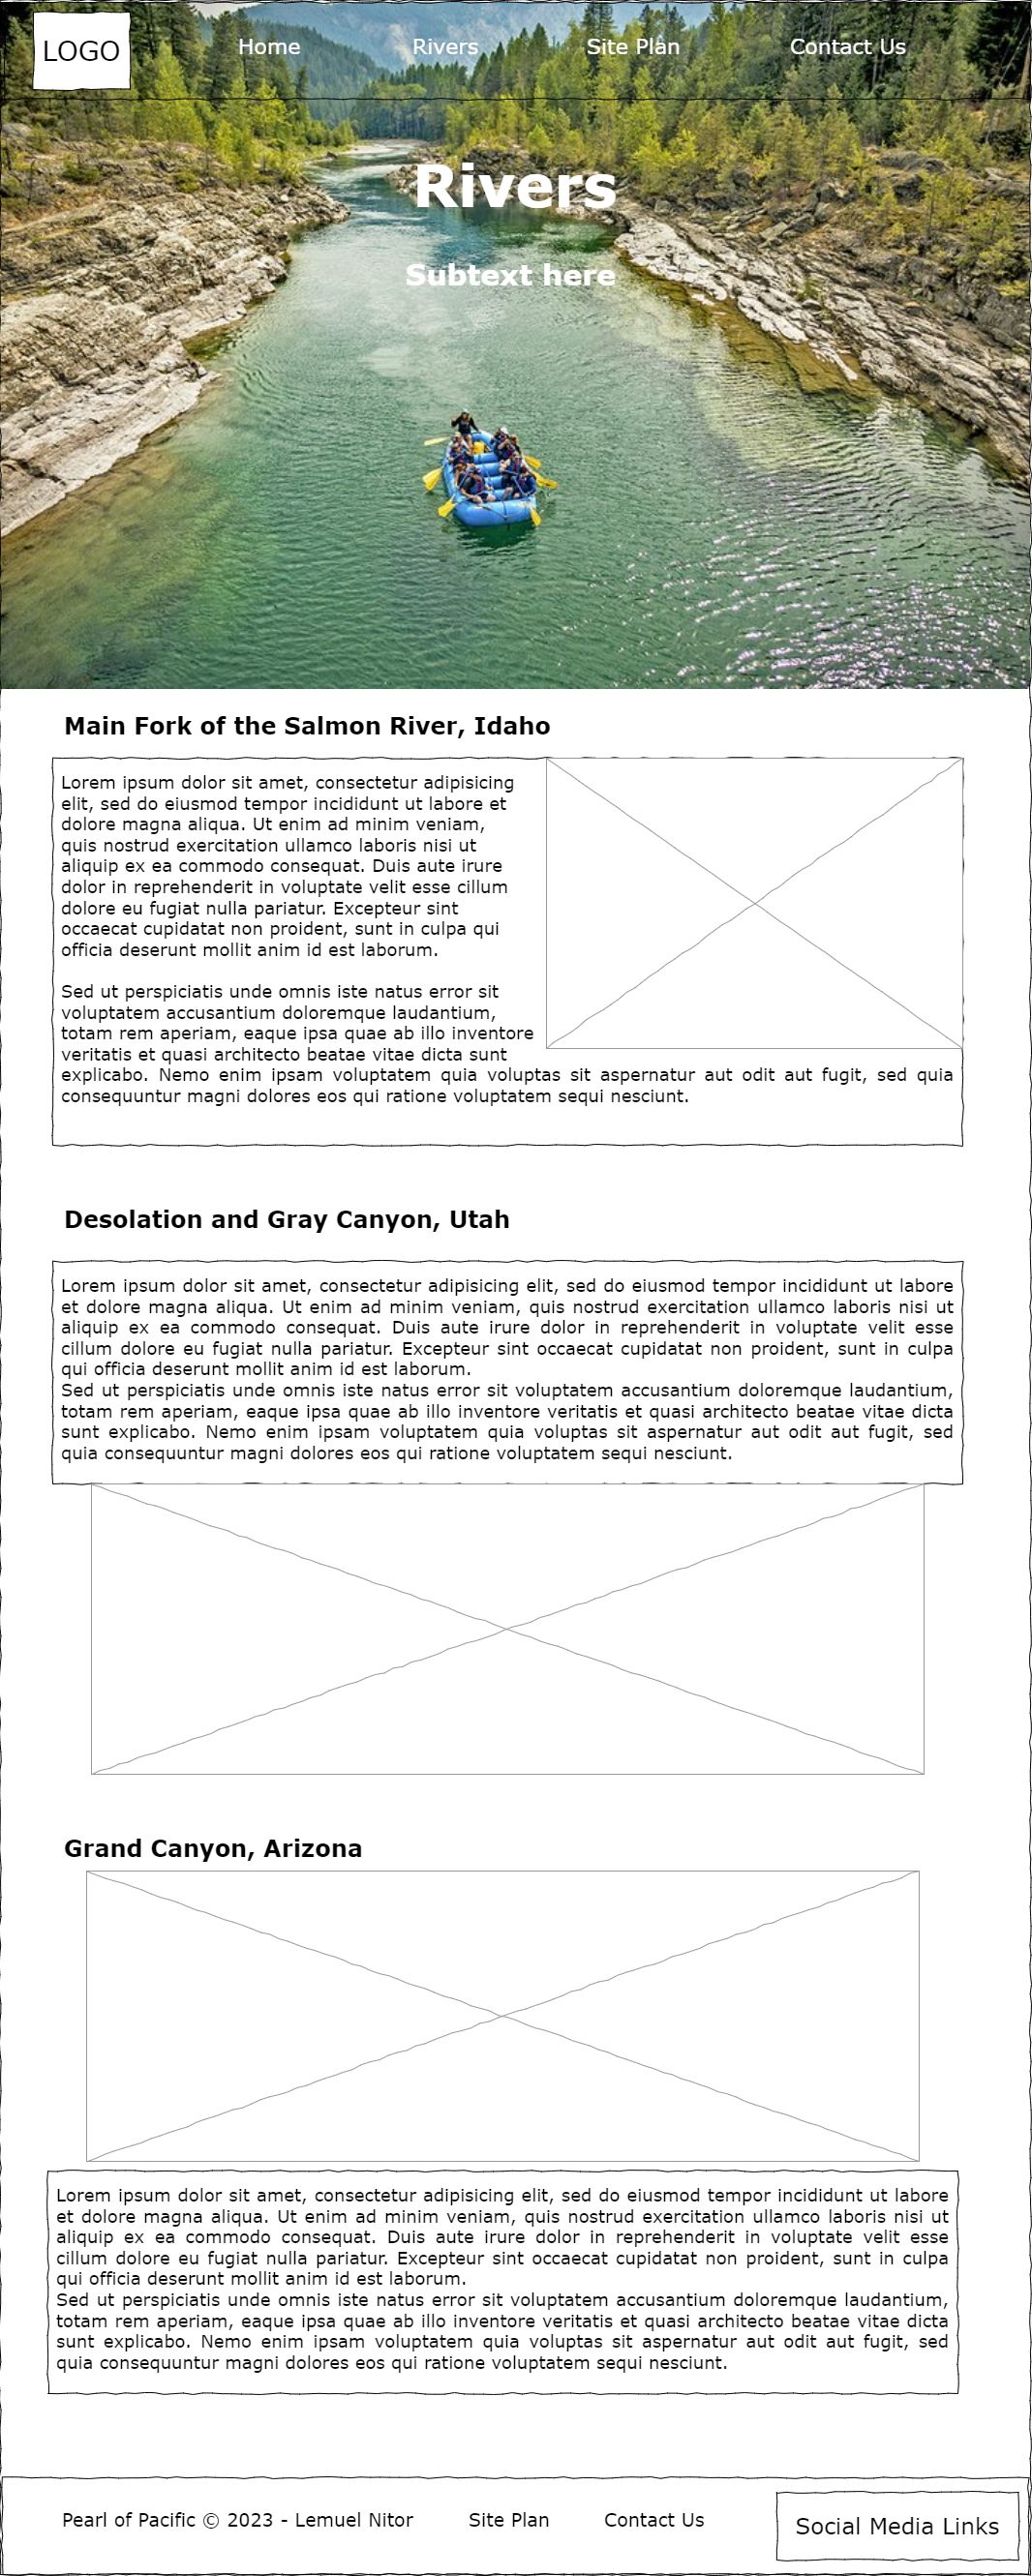 LOGO
Home
Rivers
Site Plan
Contact Us
Rivers
Subtext here
Main Fork of the Salmon River, Idaho
Lorem ipsum dolor sit amet, consectetur adipisicing
elit, sed do eiusmod tempor incididunt ut labore et
dolore magna aliqua. Ut enim ad minim veniam,
quis nostrud exercitation ullamco laboris nisi ut
aliquip ex ea commodo consequat. Duis aute irure
dolor in reprehenderit in voluptate velit esse cillum
dolore eu fugiat nulla pariatur. Excepteur sint
occaecat cupidatat non proident, sunt in culpa qui
officia deserunt mollit anim id est laborum.
Sed ut perspiciatis unde omnis iste natus error sit
voluptatem accusantium doloremque laudantium,
totam rem aperiam, eaque ipsa quae ab illo inventore
veritatis et quasi architecto beatae vitae dicta sunt
explicabo. Nemo enim ipsam voluptatem quia voluptas sit aspernatur aut odit aut fugit, sed quia
consequuntur magni dolores eos qui ratione voluptatem sequi nesciunt.
Desolation and Gray Canyon, Utah
Lorem ipsum dolor sit amet, consectetur adipisicing elit, sed do eiusmod tempor incididunt ut labore
et dolore magna aliqua. Ut enim ad minim veniam, quis nostrud exercitation ullamco laboris nisi ut
aliquip ex ea commodo consequat. Duis aute irure dolor in reprehenderit in voluptate velit esse
cillum dolore eu fugiat nulla pariatur. Excepteur sint occaecat cupidatat non proident, sunt in culpa
qui officia deserunt mollit anim id est laborum.
Sed ut perspiciatis unde omnis iste natus error sit voluptatem accusantium doloremque laudantium,
totam rem aperiam, eaque ipsa quae ab illo inventore veritatis et quasi architecto beatae vitae dicta
sunt explicabo. Nemo enim ipsam voluptatem quia voluptas sit aspernatur aut odit aut fugit, sed
quia consequuntur magni dolores eos qui ratione voluptatem sequi nesciunt.
Grand Canyon, Arizona
Lorem ipsum dolor sit amet, consectetur adipisicing elit, sed do eiusmod tempor incididunt ut labore
et dolore magna aliqua. Ut enim ad minim veniam, quis nostrud exercitation ullamco laboris nisi ut
aliquip ex ea commodo consequat. Duis aute irure dolor in reprehenderit in voluptate velit esse
cillum dolore eu fugiat nulla pariatur. Excepteur sint occaecat cupidatat non proident, sunt in culpa
qui officia deserunt mollit anim id est laborum.
Sed ut perspiciatis unde omnis iste natus error sit voluptatem accusantium doloremque laudantium,
totam rem aperiam, eaque ipsa quae ab illo inventore veritatis et quasi architecto beatae vitae dicta
sunt explicabo. Nemo enim ipsam voluptatem quia voluptas sit aspernatur aut odit aut fugit, sed
quia consequuntur magni dolores eos qui ratione voluptatem sequi nesciunt.
Pearl of Pacific © 2023 - Lemuel Nitor
Site Plan
Contact Us
Social Media Links